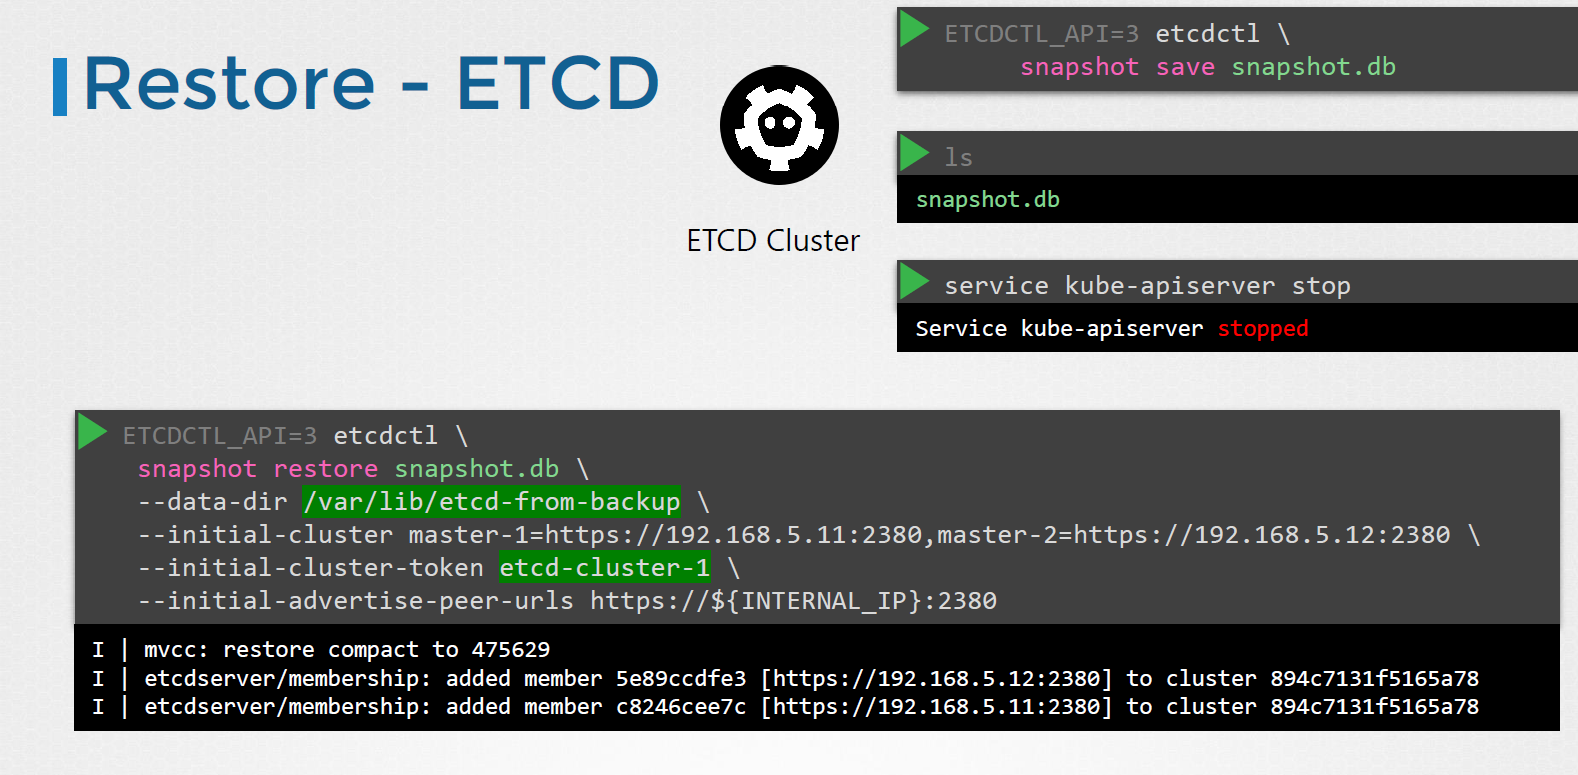 Restore - ETCD
ETCD Cluster
ETCDCTL_API=3 etcdctl \
snapshot save snapshot.db
ls
snapshot.db
service kube-apiserver stop
Service kube-apiserver stopped
ETCDCTL_API=3 etcdctl \
snapshot restore snapshot.db \
--data-dir /var/lib/etcd-from-backup \
--initial-cluster master-1=https://192.168.5.11:2380,master-2=https://192.168.5.12:2380 \
--initial-cluster-token etcd-cluster-1 \
--initial-advertise-peer-urls https://${INTERNAL_IP}:2380
I | mvcc: restore compact to 475629
I | etcdserver/membership: added member 5e89ccdfe3 [https://192.168.5.12:2380] to cluster 894c7131f5165a78
I | etcdserver/membership: added member c8246cee7c [https://192.168.5.11:2380] to cluster 894c7131f5165a78